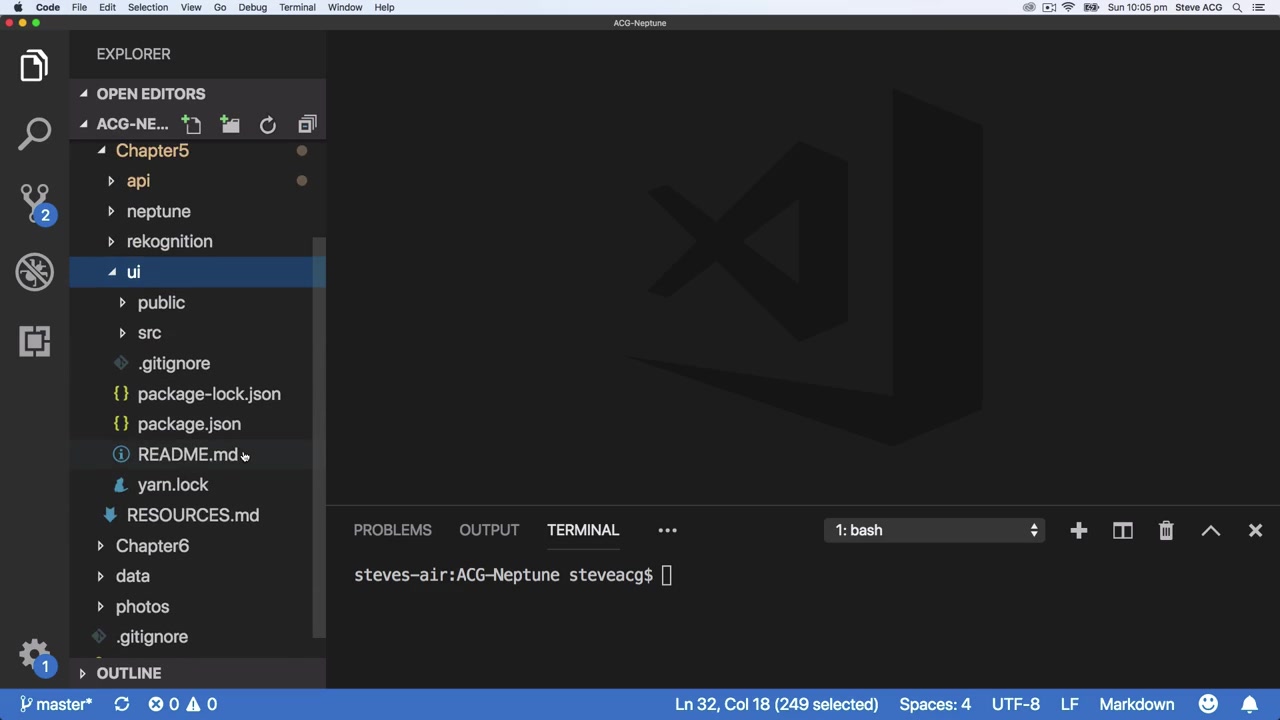 Code File Edit Selection View Go Debug Terminal Window Help Sun 10:05 pm Steve ACG
ACG-Neptune
EXPLORER
OPEN EDITORS
ACG-NE...
Chapter5
api
neptune
rekognition
ui
public
src
.gitignore
package-lock.json
package.json
README.md
yarn.lock
RESOURCES.md
Chapter6
data
photos
.gitignore
OUTLINE
2
1
PROBLEMS OUTPUT TERMINAL ... 1: bash
steves-air:ACG-Neptune steveacg$
master* 0 0 Ln 32, Col 18 (249 selected) Spaces: 4 UTF-8 LF Markdown